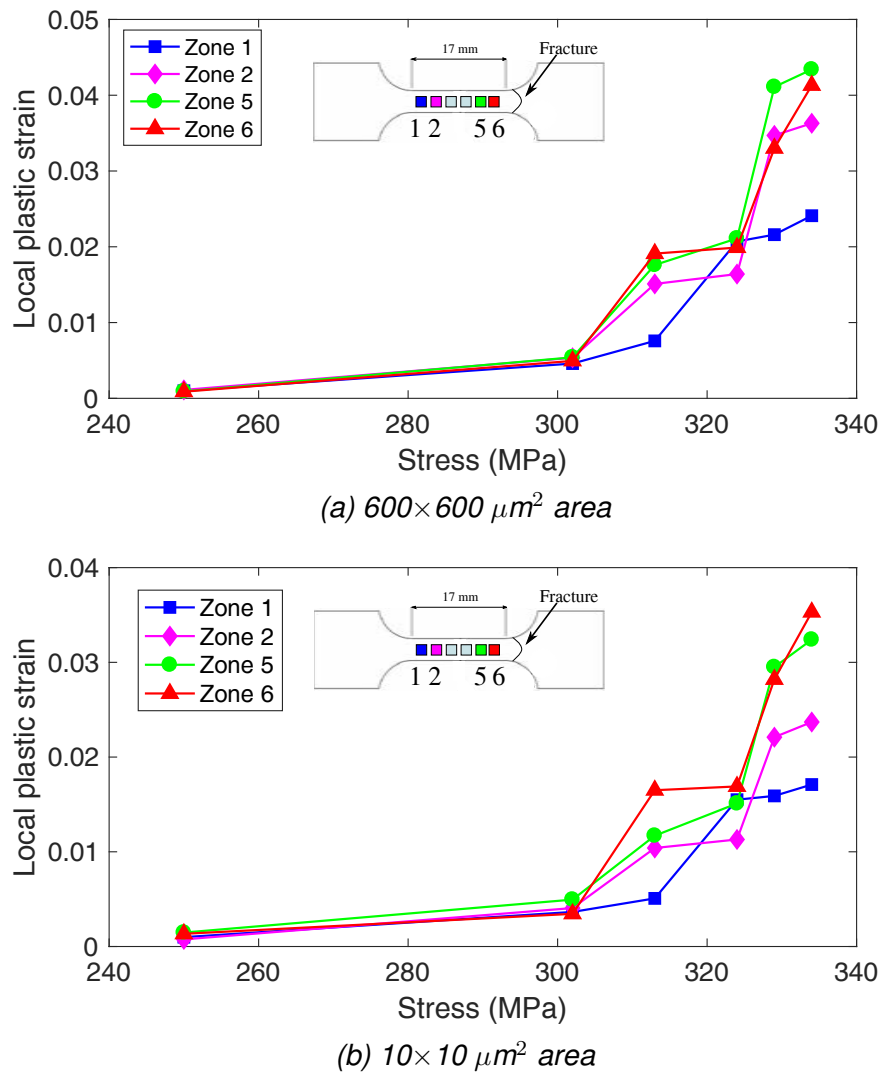 0.05
0.04
0.03
0.02
0.01
0
Local plastic strain
Zone 1
Zone 2
Zone 5
Zone 6
17 mm
Fracture
1 2 5 6
240 260 280 300 320 340
Stress (MPa)
(a) 600×600 μm² area
0.04
0.03
0.02
0.01
0
Local plastic strain
Zone 1
Zone 2
Zone 5
Zone 6
17 mm
Fracture
1 2 5 6
240 260 280 300 320 340
Stress (MPa)
(b) 10×10 μm² area